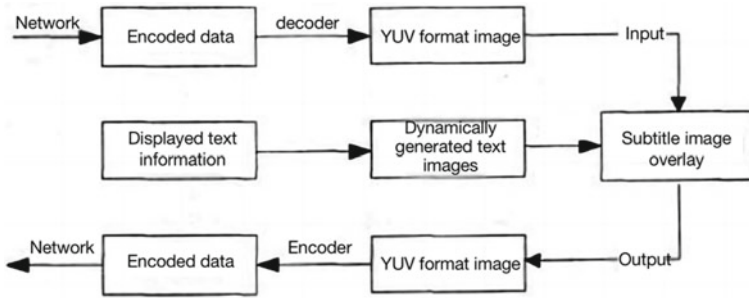 Network
Encoded data
decoder
YUV format image
Input
Displayed text
information
Dynamically
generated text
images
Subtitle image
overlay
Network
Encoded data
Encoder
YUV format image
Output